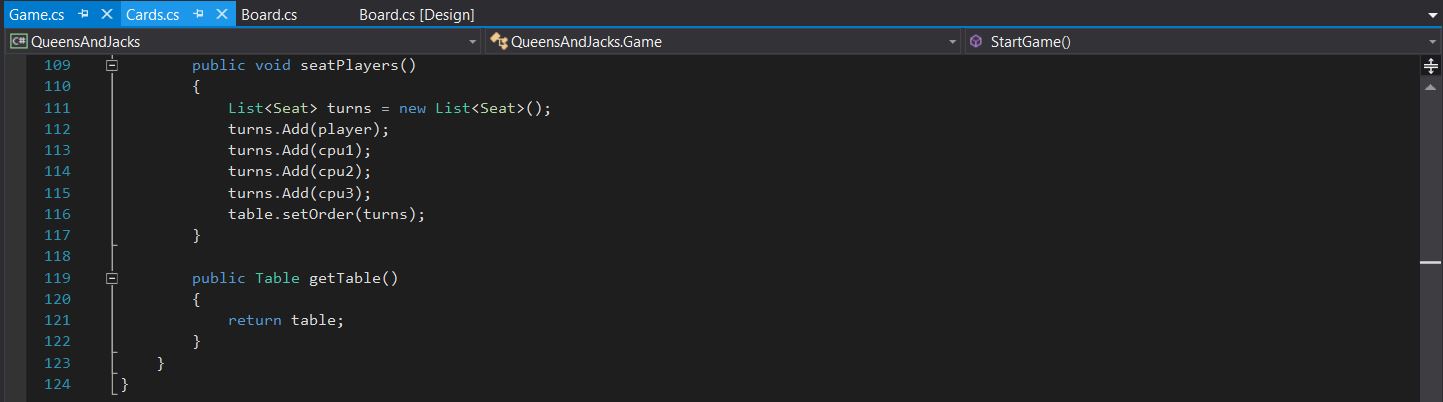 Game.cs Cards.cs Board.cs Board.cs [Design]
C# QueensAndJacks QueensAndJacks.Game StartGame()
109 public void seatPlayers()
110 {
111 List<Seat> turns = new List<Seat>();
112 turns.Add(player);
113 turns.Add(cpu1);
114 turns.Add(cpu2);
115 turns.Add(cpu3);
116 table.setOrder(turns);
117 }
118
119 public Table getTable()
120 {
121 return table;
122 }
123 }
124 }